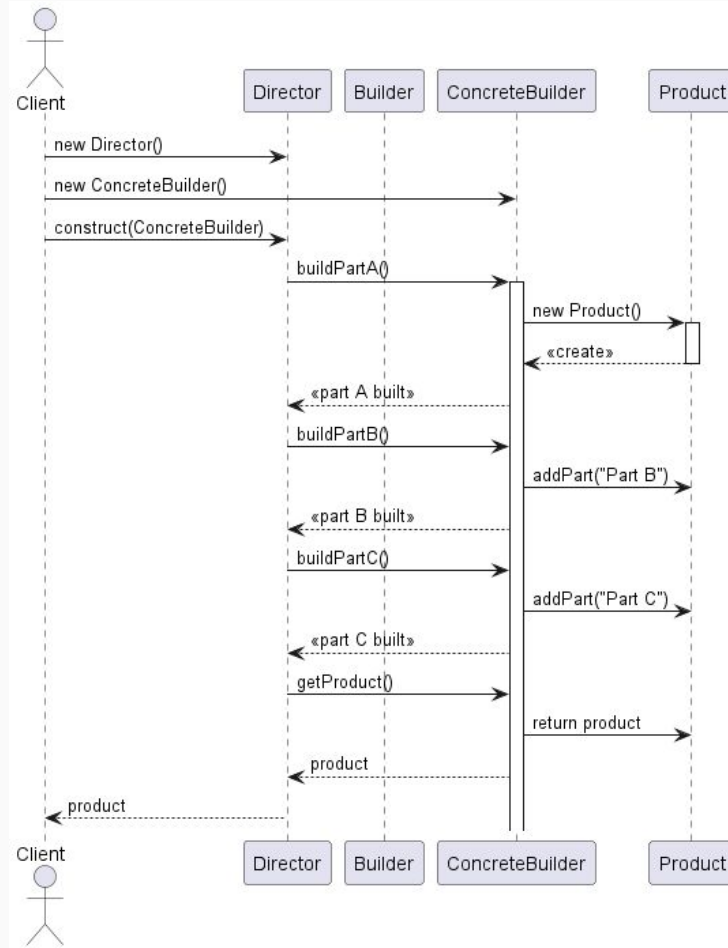 Client
Director
Builder
ConcreteBuilder
Product
new Director()
new ConcreteBuilder()
construct(ConcreteBuilder)
buildPartA()
new Product()
«create»
«part A built»
buildPartB()
addPart("Part B")
«part B built»
buildPartC()
addPart("Part C")
«part C built»
getProduct()
return product
product
product
Client
Director
Builder
ConcreteBuilder
Product